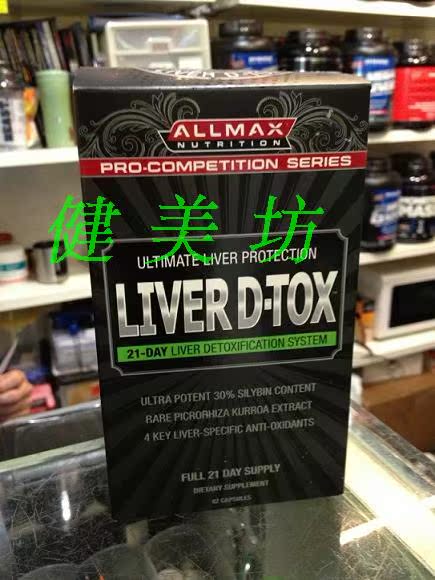 LIVER D-TOX
ALLMAX
NUTRITION
PRO-COMPETITION SERIES
健美坊
ULTIMATE LIVER PROTECTION
LIVER D-TOX
21-DAY LIVER DETOXIFICATION SYSTEM
ULTRA POTENT 30% SILYBIN CONTENT
RARE PICRORHIZA KURROA EXTRACT
4 KEY LIVER-SPECIFIC ANTI-OXIDANTS
FULL 21 DAY SUPPLY
DIETARY SUPPLEMENT